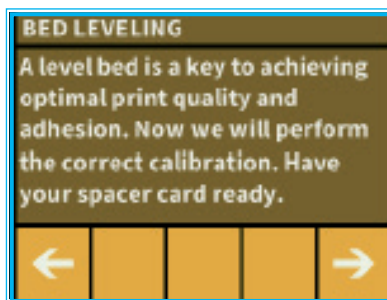 BED LEVELING
A level bed is a key to achieving
optimal print quality and
adhesion. Now we will perform
the correct calibration. Have
your spacer card ready.